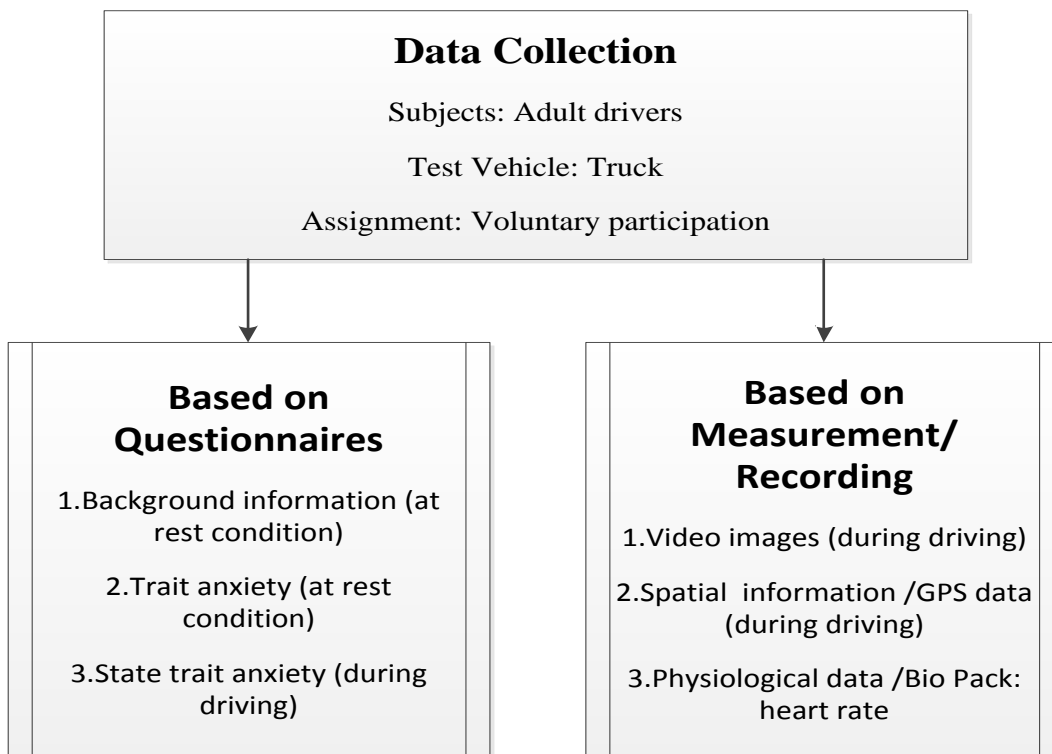 Data Collection
Subjects: Adult drivers
Test Vehicle: Truck
Assignment: Voluntary participation
Based on
Questionnaires
1.Background information (at
rest condition)
2.Trait anxiety (at rest
condition)
3.State trait anxiety (during
driving)
Based on
Measurement/
Recording
1.Video images (during driving)
2.Spatial information /GPS data
(during driving)
3.Physiological data /Bio Pack:
heart rate